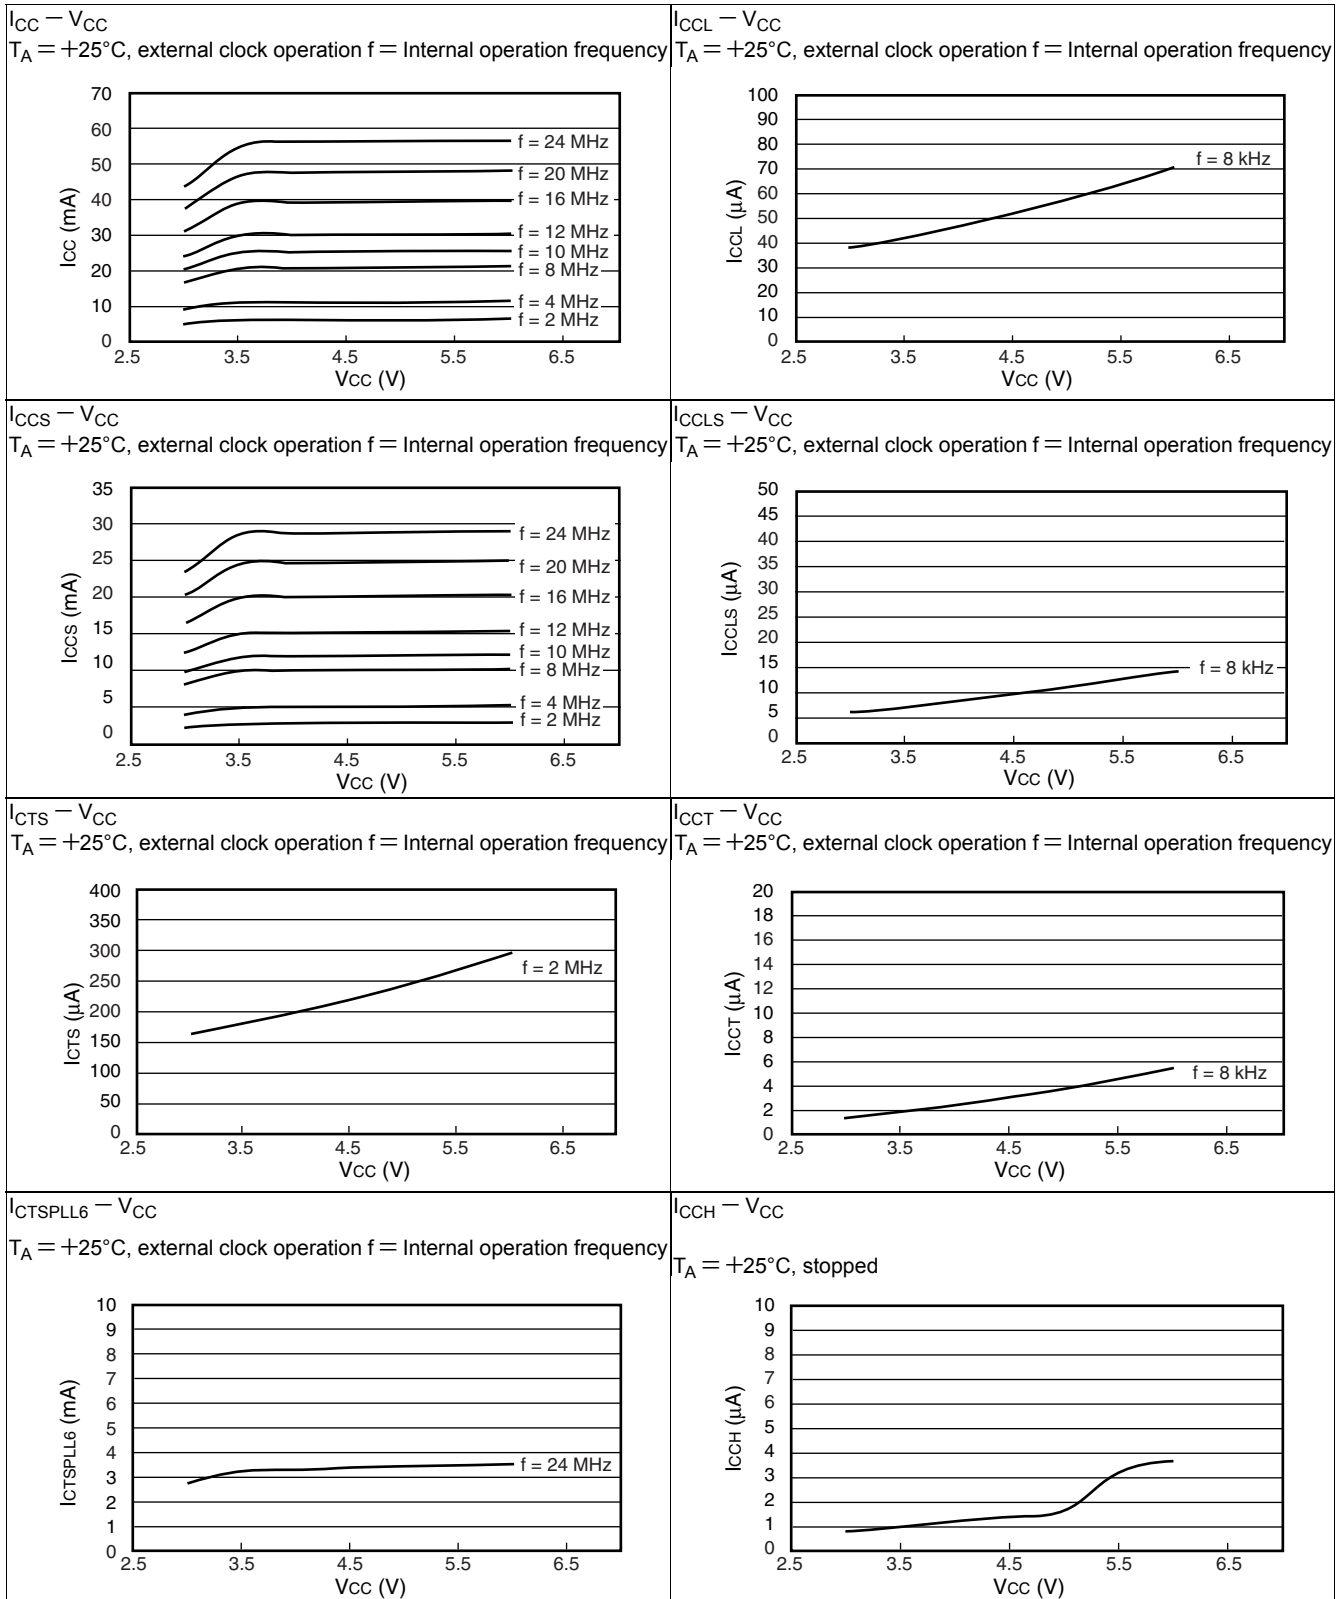 ICC − VCC
TA = +25°C, external clock operation f = Internal operation frequency
70
60
50
40
30
20
10
0
ICC (mA)
f = 24 MHz
f = 20 MHz
f = 16 MHz
f = 12 MHz
f = 10 MHz
f = 8 MHz
f = 4 MHz
f = 2 MHz
2.5 3.5 4.5 5.5 6.5
VCC (V)
ICCL − VCC
TA = +25°C, external clock operation f = Internal operation frequency
100
90
80
70
60
50
40
30
20
10
0
ICCL (μA)
f = 8 kHz
2.5 3.5 4.5 5.5 6.5
VCC (V)
ICCS − VCC
TA = +25°C, external clock operation f = Internal operation frequency
35
30
25
20
15
10
5
0
ICCS (mA)
f = 24 MHz
f = 20 MHz
f = 16 MHz
f = 12 MHz
f = 10 MHz
f = 8 MHz
f = 4 MHz
f = 2 MHz
2.5 3.5 4.5 5.5 6.5
VCC (V)
ICCLS − VCC
TA = +25°C, external clock operation f = Internal operation frequency
50
45
40
35
30
25
20
15
10
5
0
ICCLS (μA)
f = 8 kHz
2.5 3.5 4.5 5.5 6.5
VCC (V)
ICTS − VCC
TA = +25°C, external clock operation f = Internal operation frequency
400
350
300
250
200
150
100
50
0
ICTS (μA)
f = 2 MHz
2.5 3.5 4.5 5.5 6.5
VCC (V)
ICCT − VCC
TA = +25°C, external clock operation f = Internal operation frequency
20
18
16
14
12
10
8
6
4
2
0
ICCT (μA)
f = 8 kHz
2.5 3.5 4.5 5.5 6.5
VCC (V)
ICTSPLL6 − VCC
TA = +25°C, external clock operation f = Internal operation frequency
10
9
8
7
6
5
4
3
2
1
0
ICTSPLL6 (mA)
f = 24 MHz
2.5 3.5 4.5 5.5 6.5
VCC (V)
ICCH − VCC
TA = +25°C, stopped
10
9
8
7
6
5
4
3
2
1
0
ICCH (μA)
2.5 3.5 4.5 5.5 6.5
VCC (V)